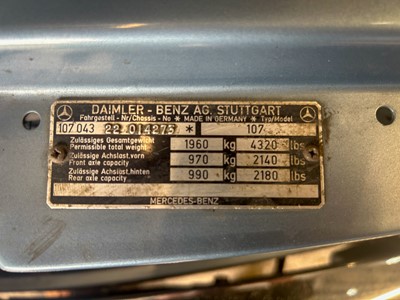 DAIMLER - BENZ AG. STUTTGART
Fahrgestell - Nr/Chassis - No * MADE IN GERMANY * Typ/Model
107 043 22-014275 * 107
Zulässiges Gesamtgewicht
Permissible total weight 1960 kg 4320 lbs
Zulässige Achslast, vorn
Front axle capacity 970 kg 2140 lbs
Zulässige Achslast, hinten
Rear axle capacity 990 kg 2180 lbs
MERCEDES-BENZ